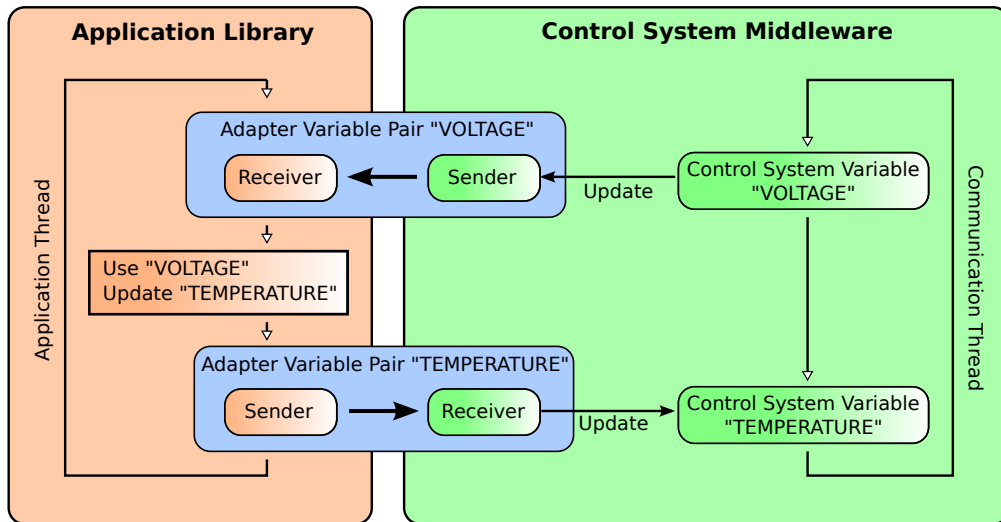 Application Library
Control System Middleware
Adapter Variable Pair "VOLTAGE"
Receiver
Sender
Update
Control System Variable
"VOLTAGE"
Application Thread
Use "VOLTAGE"
Update "TEMPERATURE"
Communication Thread
Adapter Variable Pair "TEMPERATURE"
Sender
Receiver
Update
Control System Variable
"TEMPERATURE"